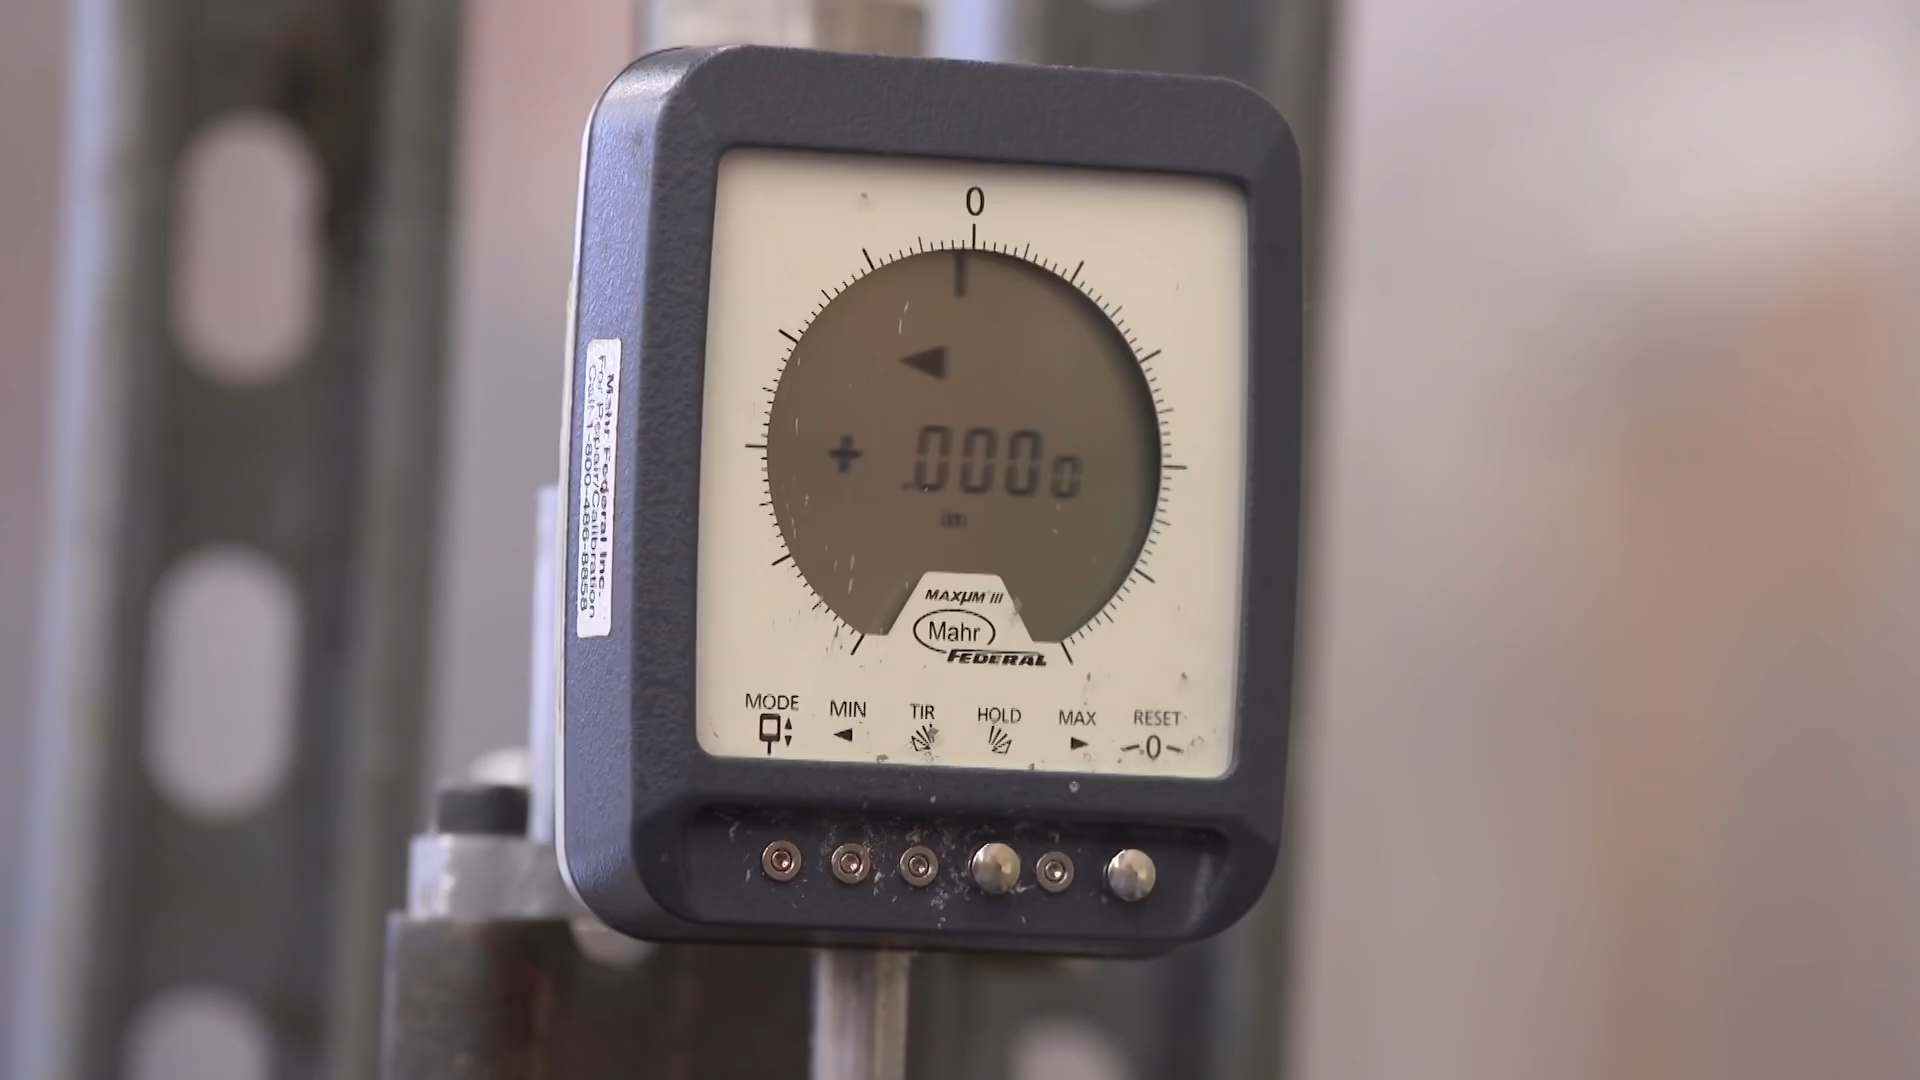 0
+ .0000
in
MAXµM III
Mahr
FEDERAL
MODE MIN TIR HOLD MAX RESET
0
Mahr Federal Inc.
For Repair/Calibration
Call 1-800-486-8858